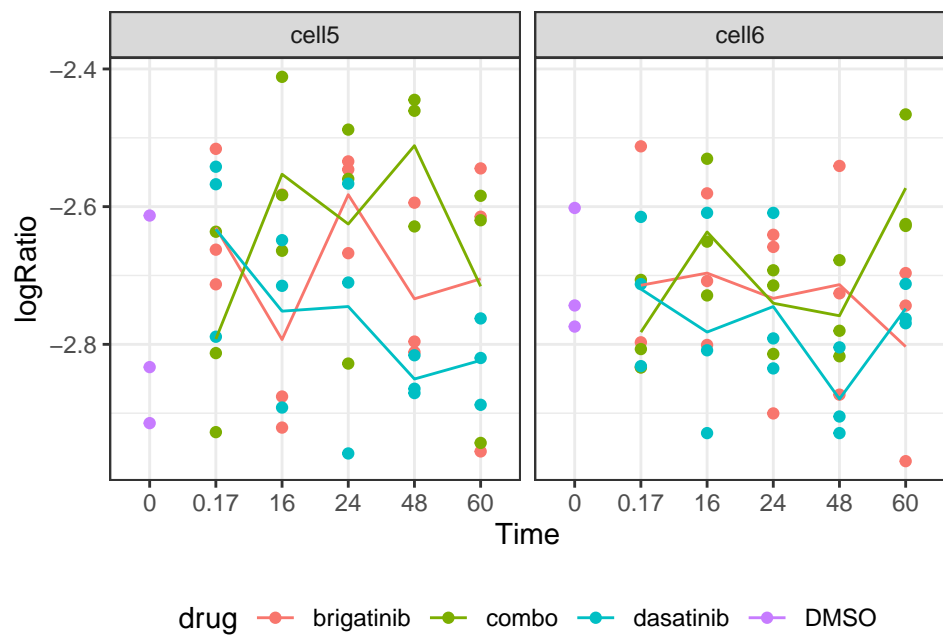 cell5 cell6
−2.4
−2.6
−2.8
logRatio
0 0.17 16 24 48 60 0 0.17 16 24 48 60
Time
drug brigatinib combo dasatinib DMSO